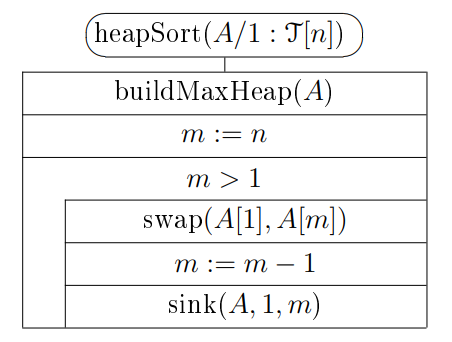 heapSort(A/1 : 𝒯[n])
buildMaxHeap(A)
m := n
m > 1
swap(A[1], A[m])
m := m − 1
sink(A, 1, m)